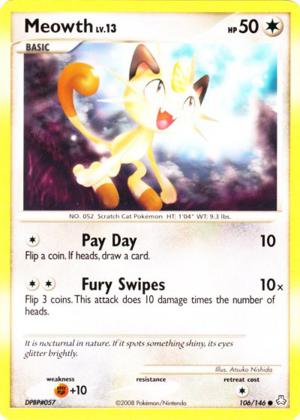 Meowth LV.13 HP 50
BASIC
NO. 052 Scratch Cat Pokémon HT: 1'04" WT: 9.3 lbs.
Pay Day 10
Flip a coin. If heads, draw a card.
Fury Swipes 10×
Flip 3 coins. This attack does 10 damage times the number of
heads.
It is nocturnal in nature. If it spots something shiny, its eyes
glitter brightly.
Illus. Atsuko Nishida
weakness resistance retreat cost
+10
DPBP#057 ©2008 Pokémon/Nintendo 106/146